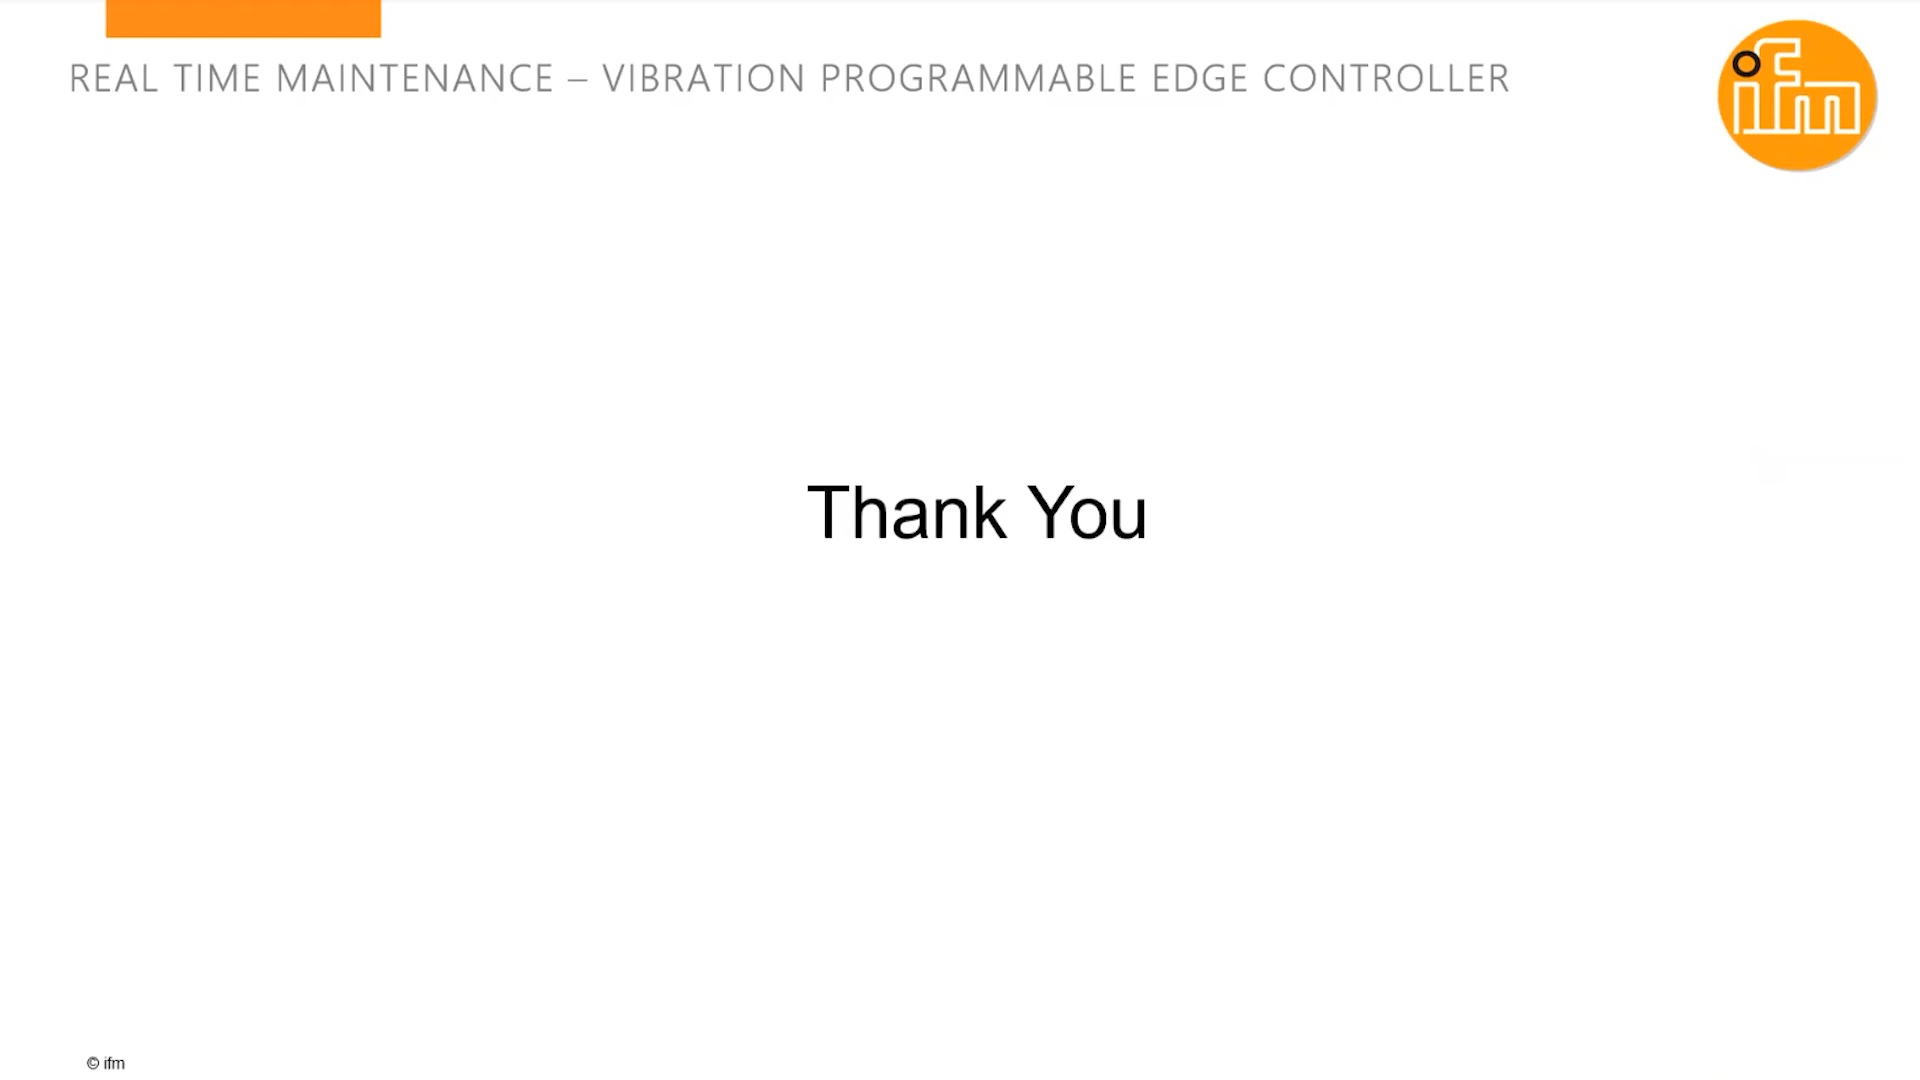 REAL TIME MAINTENANCE – VIBRATION PROGRAMMABLE EDGE CONTROLLER
ifm
Thank You
© ifm